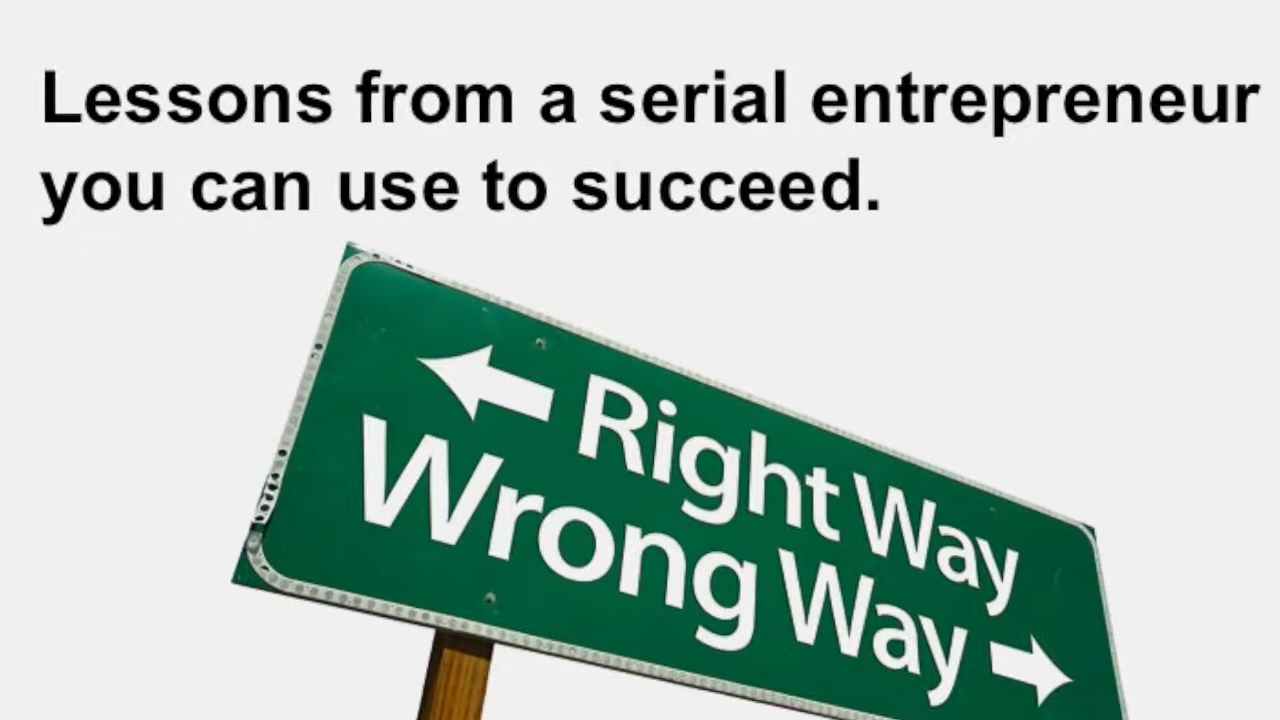 Lessons from a serial entrepreneur
you can use to succeed.
Right Way
Wrong Way